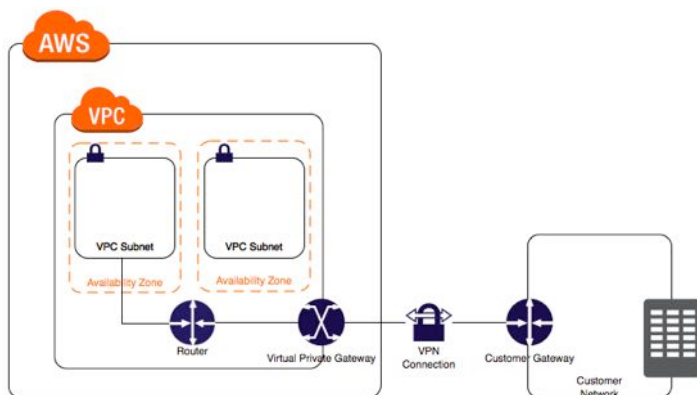 AWS
VPC
VPC Subnet
VPC Subnet
Availability Zone
Availability Zone
Router
Virtual Private Gateway
VPN
Connection
Customer Gateway
Customer
Network